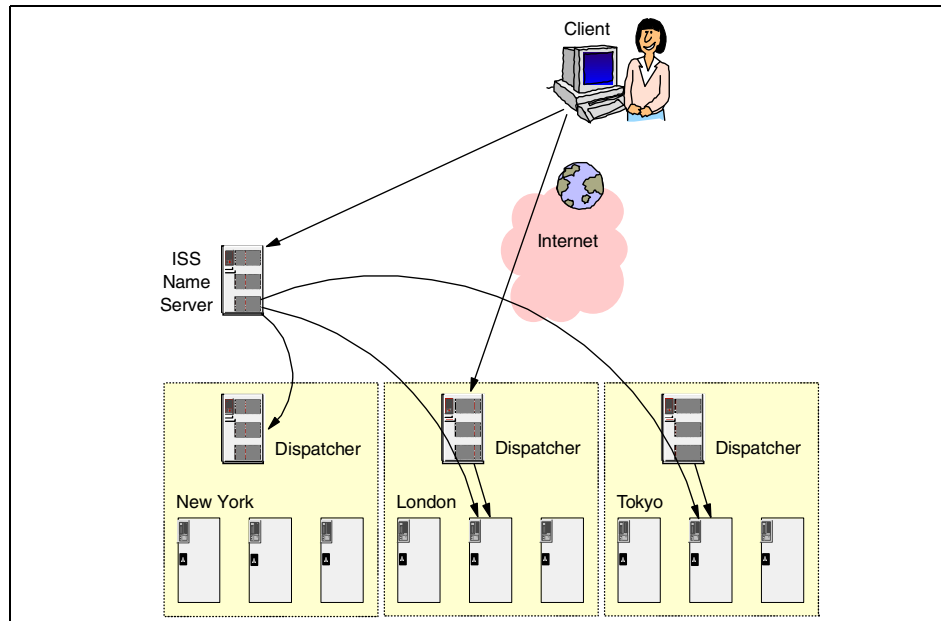 Client
Internet
ISS
Name
Server
Dispatcher
Dispatcher
Dispatcher
New York
London
Tokyo